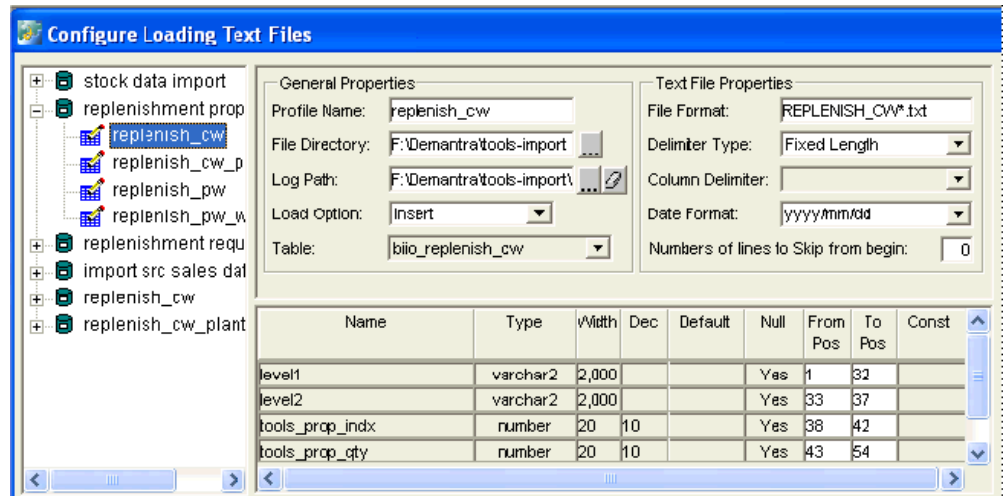 Configure Loading Text Files
stock data import
replenishment prop
replenish_cw
replenish_cw_p
replenish_pw
replenish_pw_w
replenishment requ
import src sales dat
replenish_cw
replenish_cw_plant
General Properties
Profile Name: replenish_cw
File Directory: F:\Demantra\tools-import ...
Log Path: F:\Demantra\tools-import\ ...
Load Option: Insert
Table: biio_replenish_cw
Text File Properties
File Format: REPLENISH_CW*.txt
Delimiter Type: Fixed Length
Column Delimiter:
Date Format: yyyy/mm/dd
Numbers of lines to Skip from begin: 0
Name Type Width Dec Default Null From Pos To Pos Const
level1 varchar2 2,000 Yes 1 32
level2 varchar2 2,000 Yes 33 37
tools_prop_indx number 20 10 Yes 38 42
tools_prop_qty number 20 10 Yes 43 54